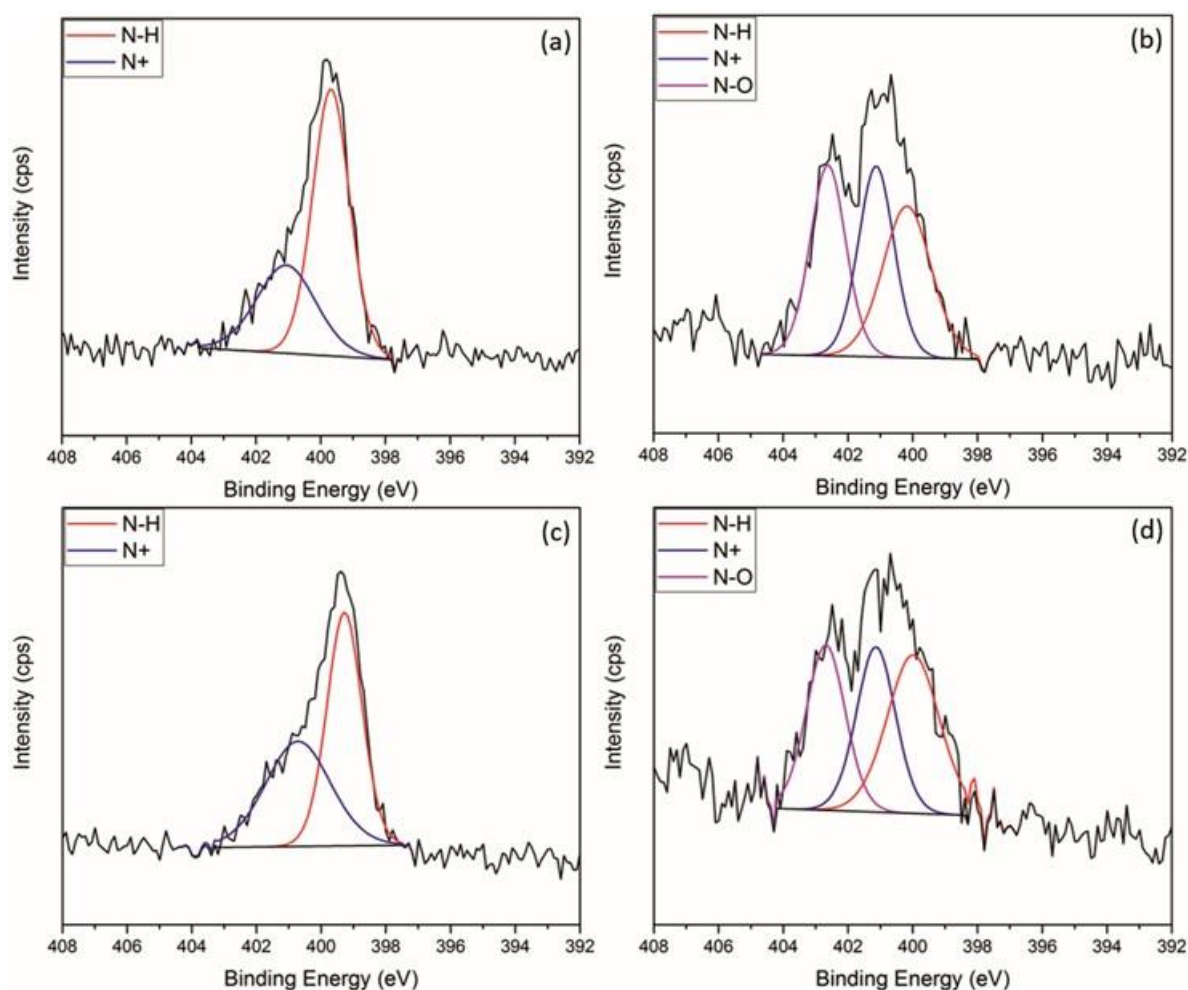 N-H
N+
(a)
Intensity (cps)
408 406 404 402 400 398 396 394 392
Binding Energy (eV)
N-H
N+
N-O
(b)
Intensity (cps)
408 406 404 402 400 398 396 394 392
Binding Energy (eV)
N-H
N+
(c)
Intensity (cps)
408 406 404 402 400 398 396 394 392
Binding Energy (eV)
N-H
N+
N-O
(d)
Intensity (cps)
408 406 404 402 400 398 396 394 392
Binding Energy (eV)